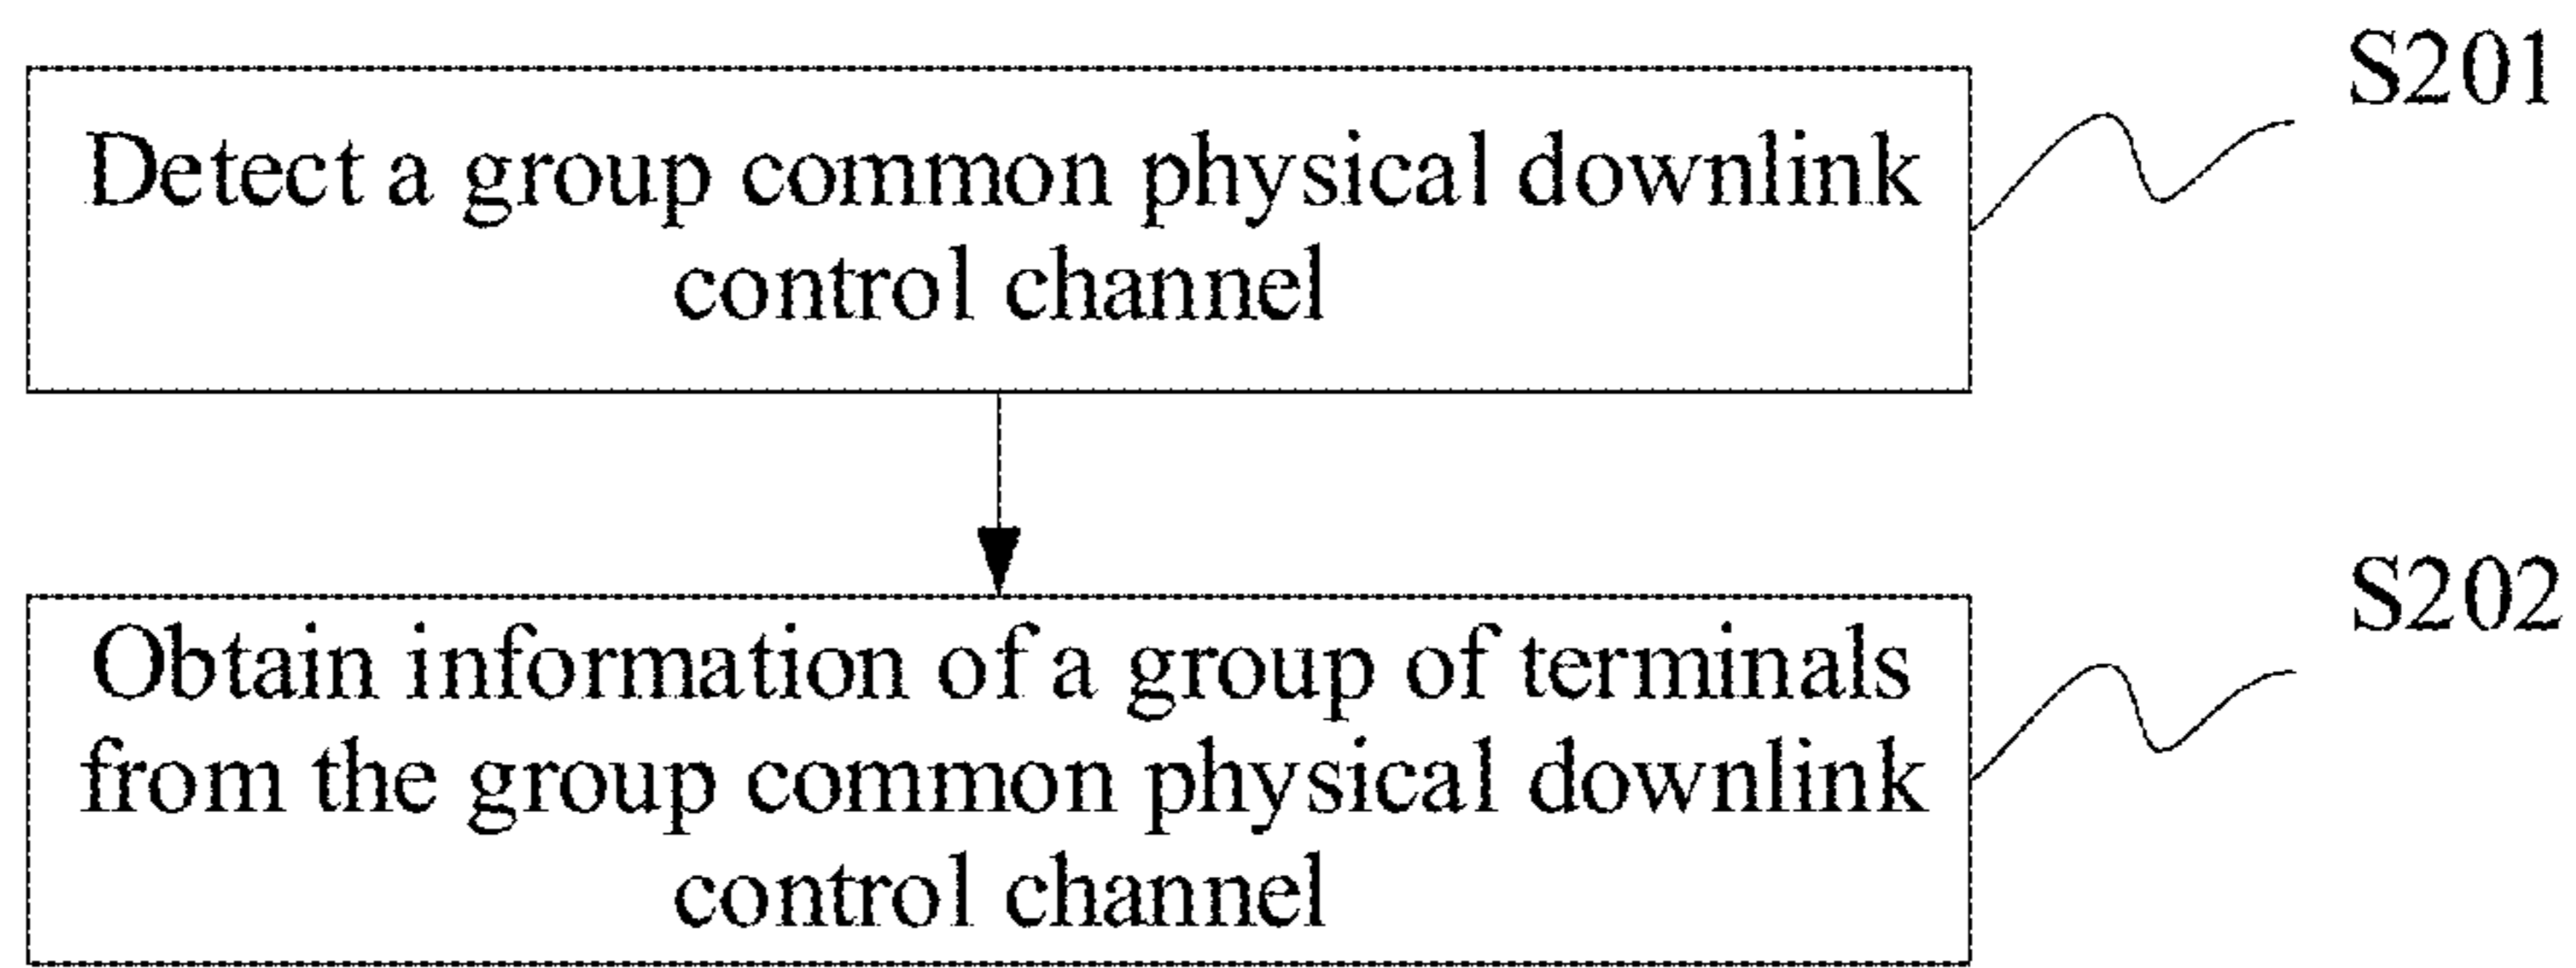 S201
Detect a group common physical downlink
control channel
S202
Obtain information of a group of terminals
from the group common physical downlink
control channel